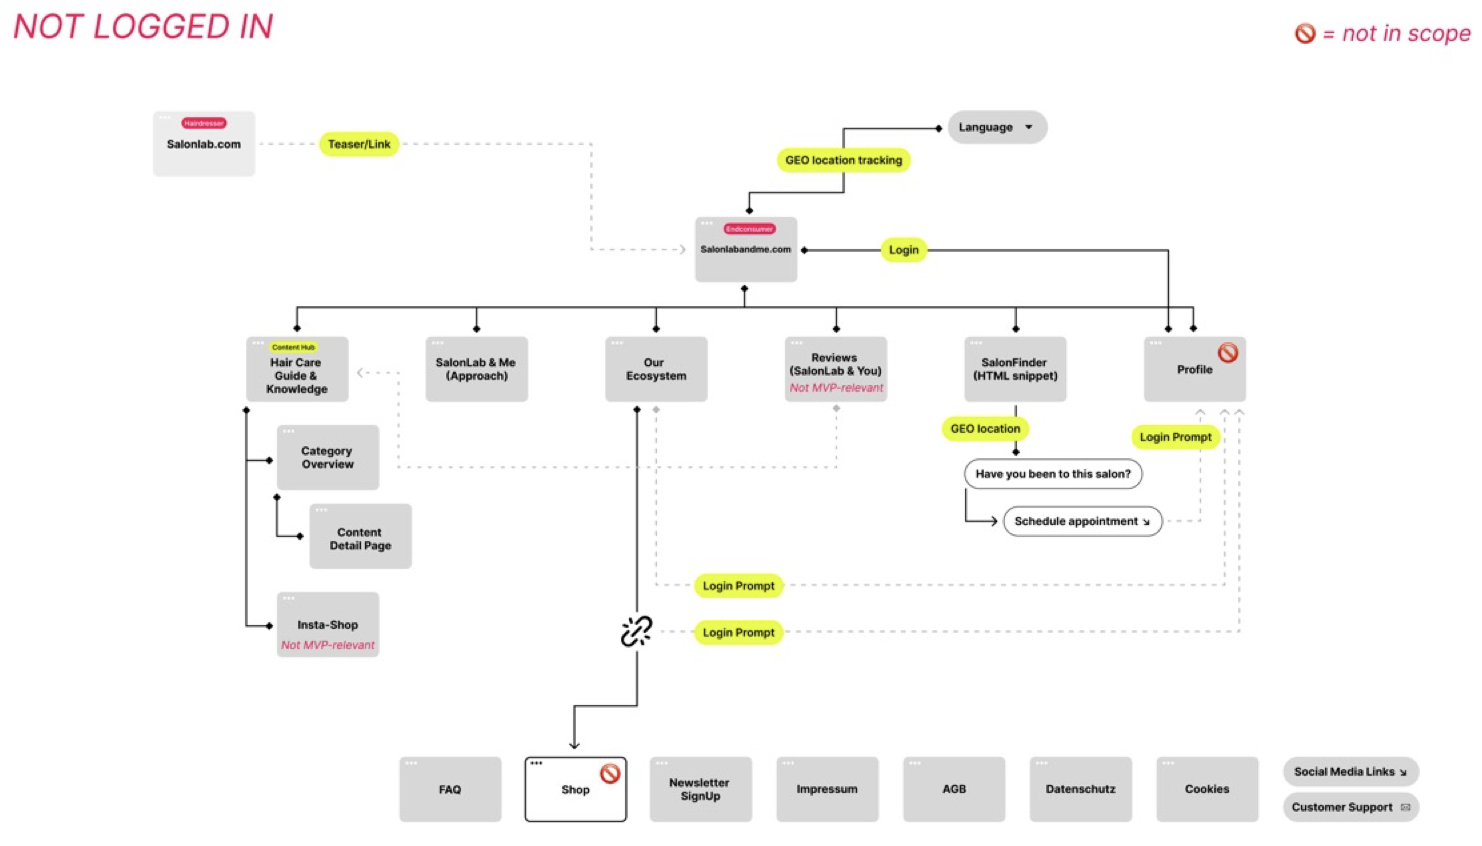 NOT LOGGED IN
= not in scope
Hairdresser
Salonlab.com
Teaser/Link
Language
GEO location tracking
Endconsumer
Salonlabandme.com
Login
Content Hub
Hair Care
Guide &
Knowledge
SalonLab & Me
(Approach)
Our
Ecosystem
Reviews
(SalonLab & You)
Not MVP-relevant
SalonFinder
(HTML snippet)
Profile
GEO location
Login Prompt
Category
Overview
Have you been to this salon?
Schedule appointment ↘
Content
Detail Page
Login Prompt
Insta-Shop
Not MVP-relevant
Login Prompt
FAQ
Shop
Newsletter
SignUp
Impressum
AGB
Datenschutz
Cookies
Social Media Links ↘
Customer Support ✉